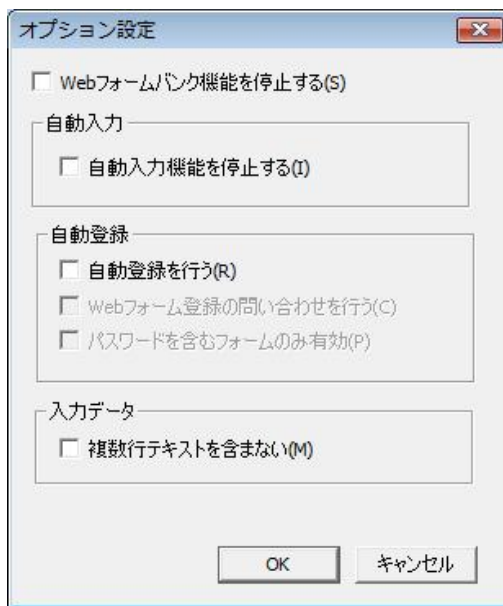 オプション設定
Webフォームバンク機能を停止する(S)
自動入力
自動入力機能を停止する(I)
自動登録
自動登録を行う(R)
Webフォーム登録の問い合わせを行う(C)
パスワードを含むフォームのみ有効(P)
入力データ
複数行テキストを含まない(M)
OK
キャンセル